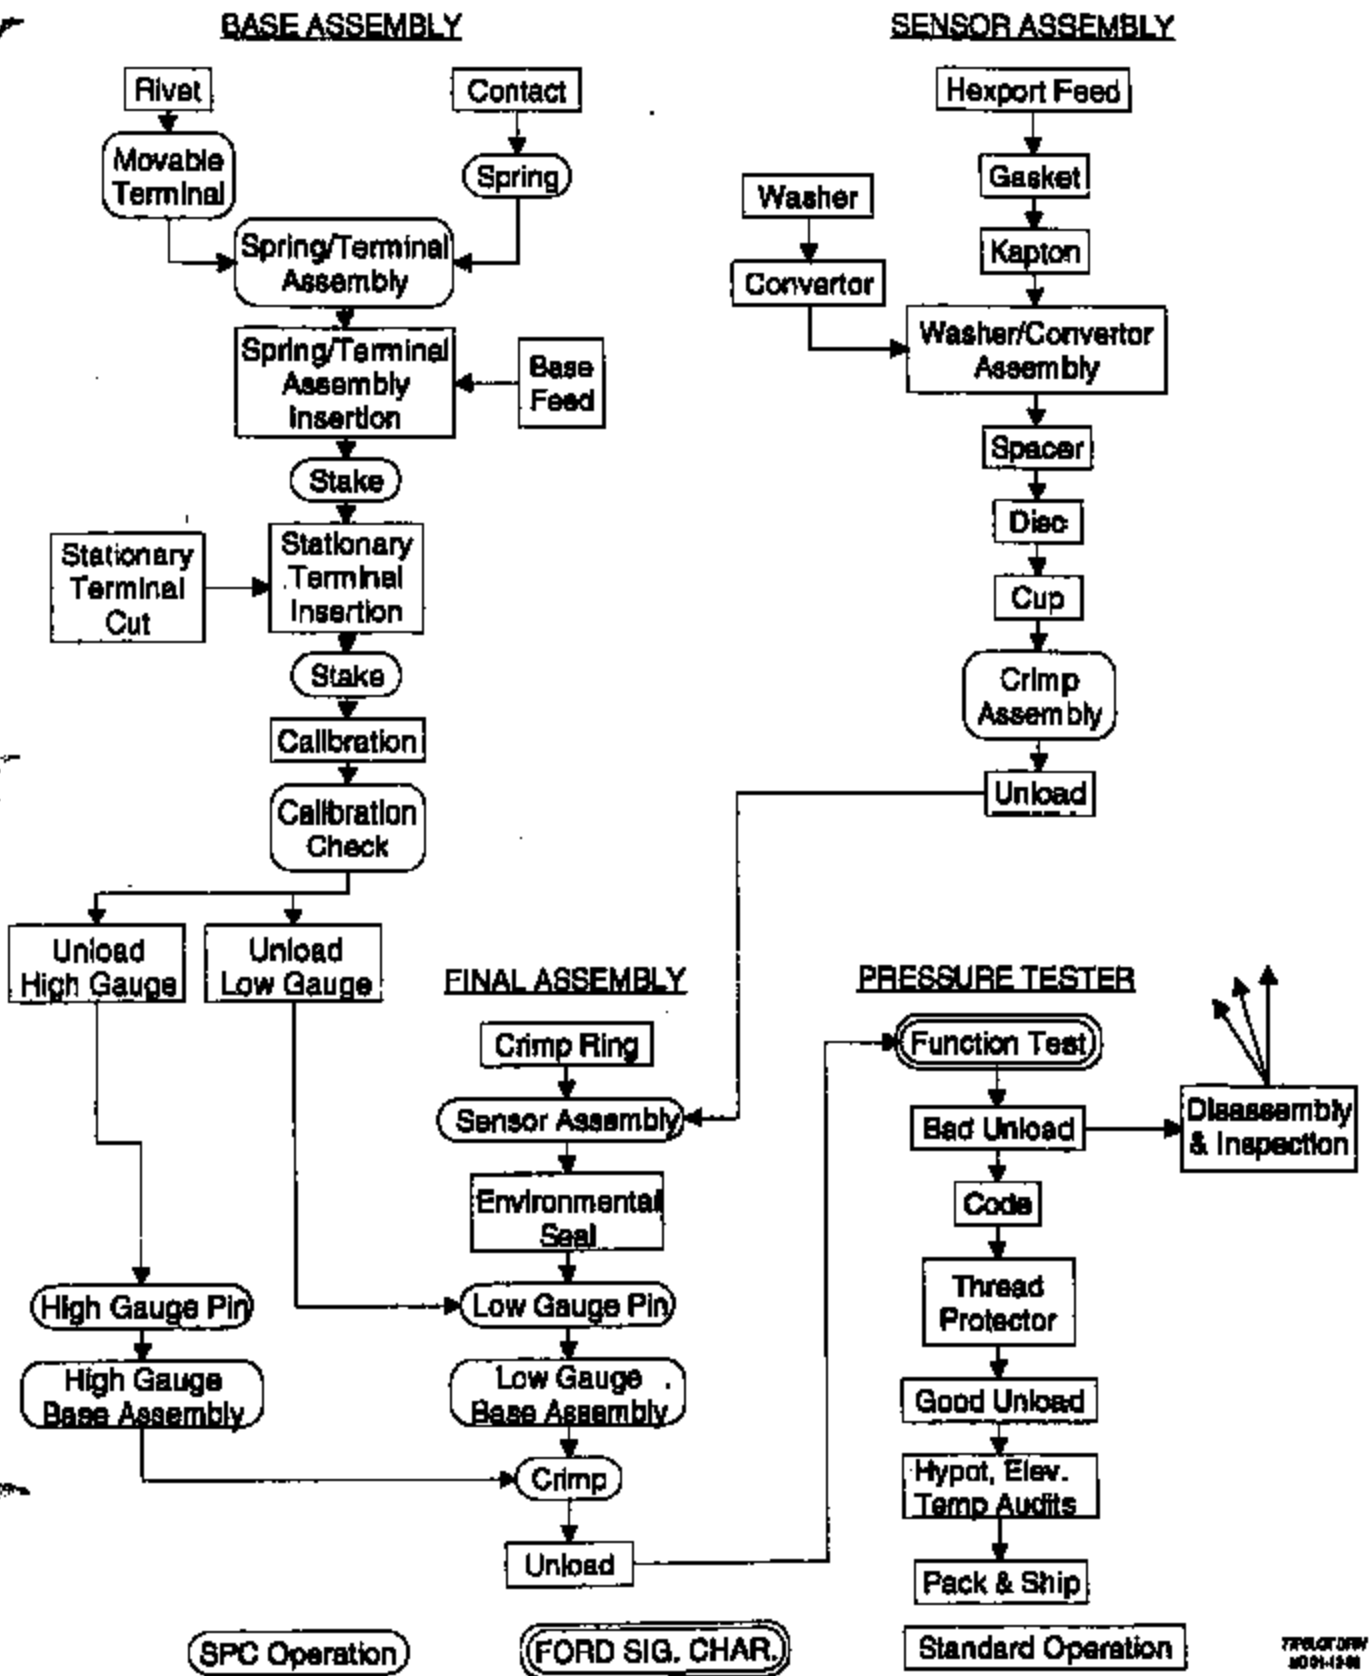 BASE ASSEMBLY
Rivet
Contact
Movable
Terminal
Spring
Spring/Terminal
Assembly
Spring/Terminal
Assembly
Insertion
Base
Feed
Stake
Stationary
Terminal
Cut
Stationary
Terminal
Insertion
Stake
Calibration
Calibration
Check
Unload
High Gauge
Unload
Low Gauge
High Gauge Pin
High Gauge
Base Assembly
SENSOR ASSEMBLY
Hexport Feed
Gasket
Washer
Kapton
Convertor
Washer/Convertor
Assembly
Spacer
Disc
Cup
Crimp
Assembly
Unload
FINAL ASSEMBLY
Crimp Ring
Sensor Assembly
Environmental
Seal
Low Gauge Pin
Low Gauge
Base Assembly
Crimp
Unload
PRESSURE TESTER
Function Test
Bad Unload
Disassembly
& Inspection
Code
Thread
Protector
Good Unload
Hypot, Elev.
Temp Audits
Pack & Ship
SPC Operation
FORD SIG. CHAR.
Standard Operation